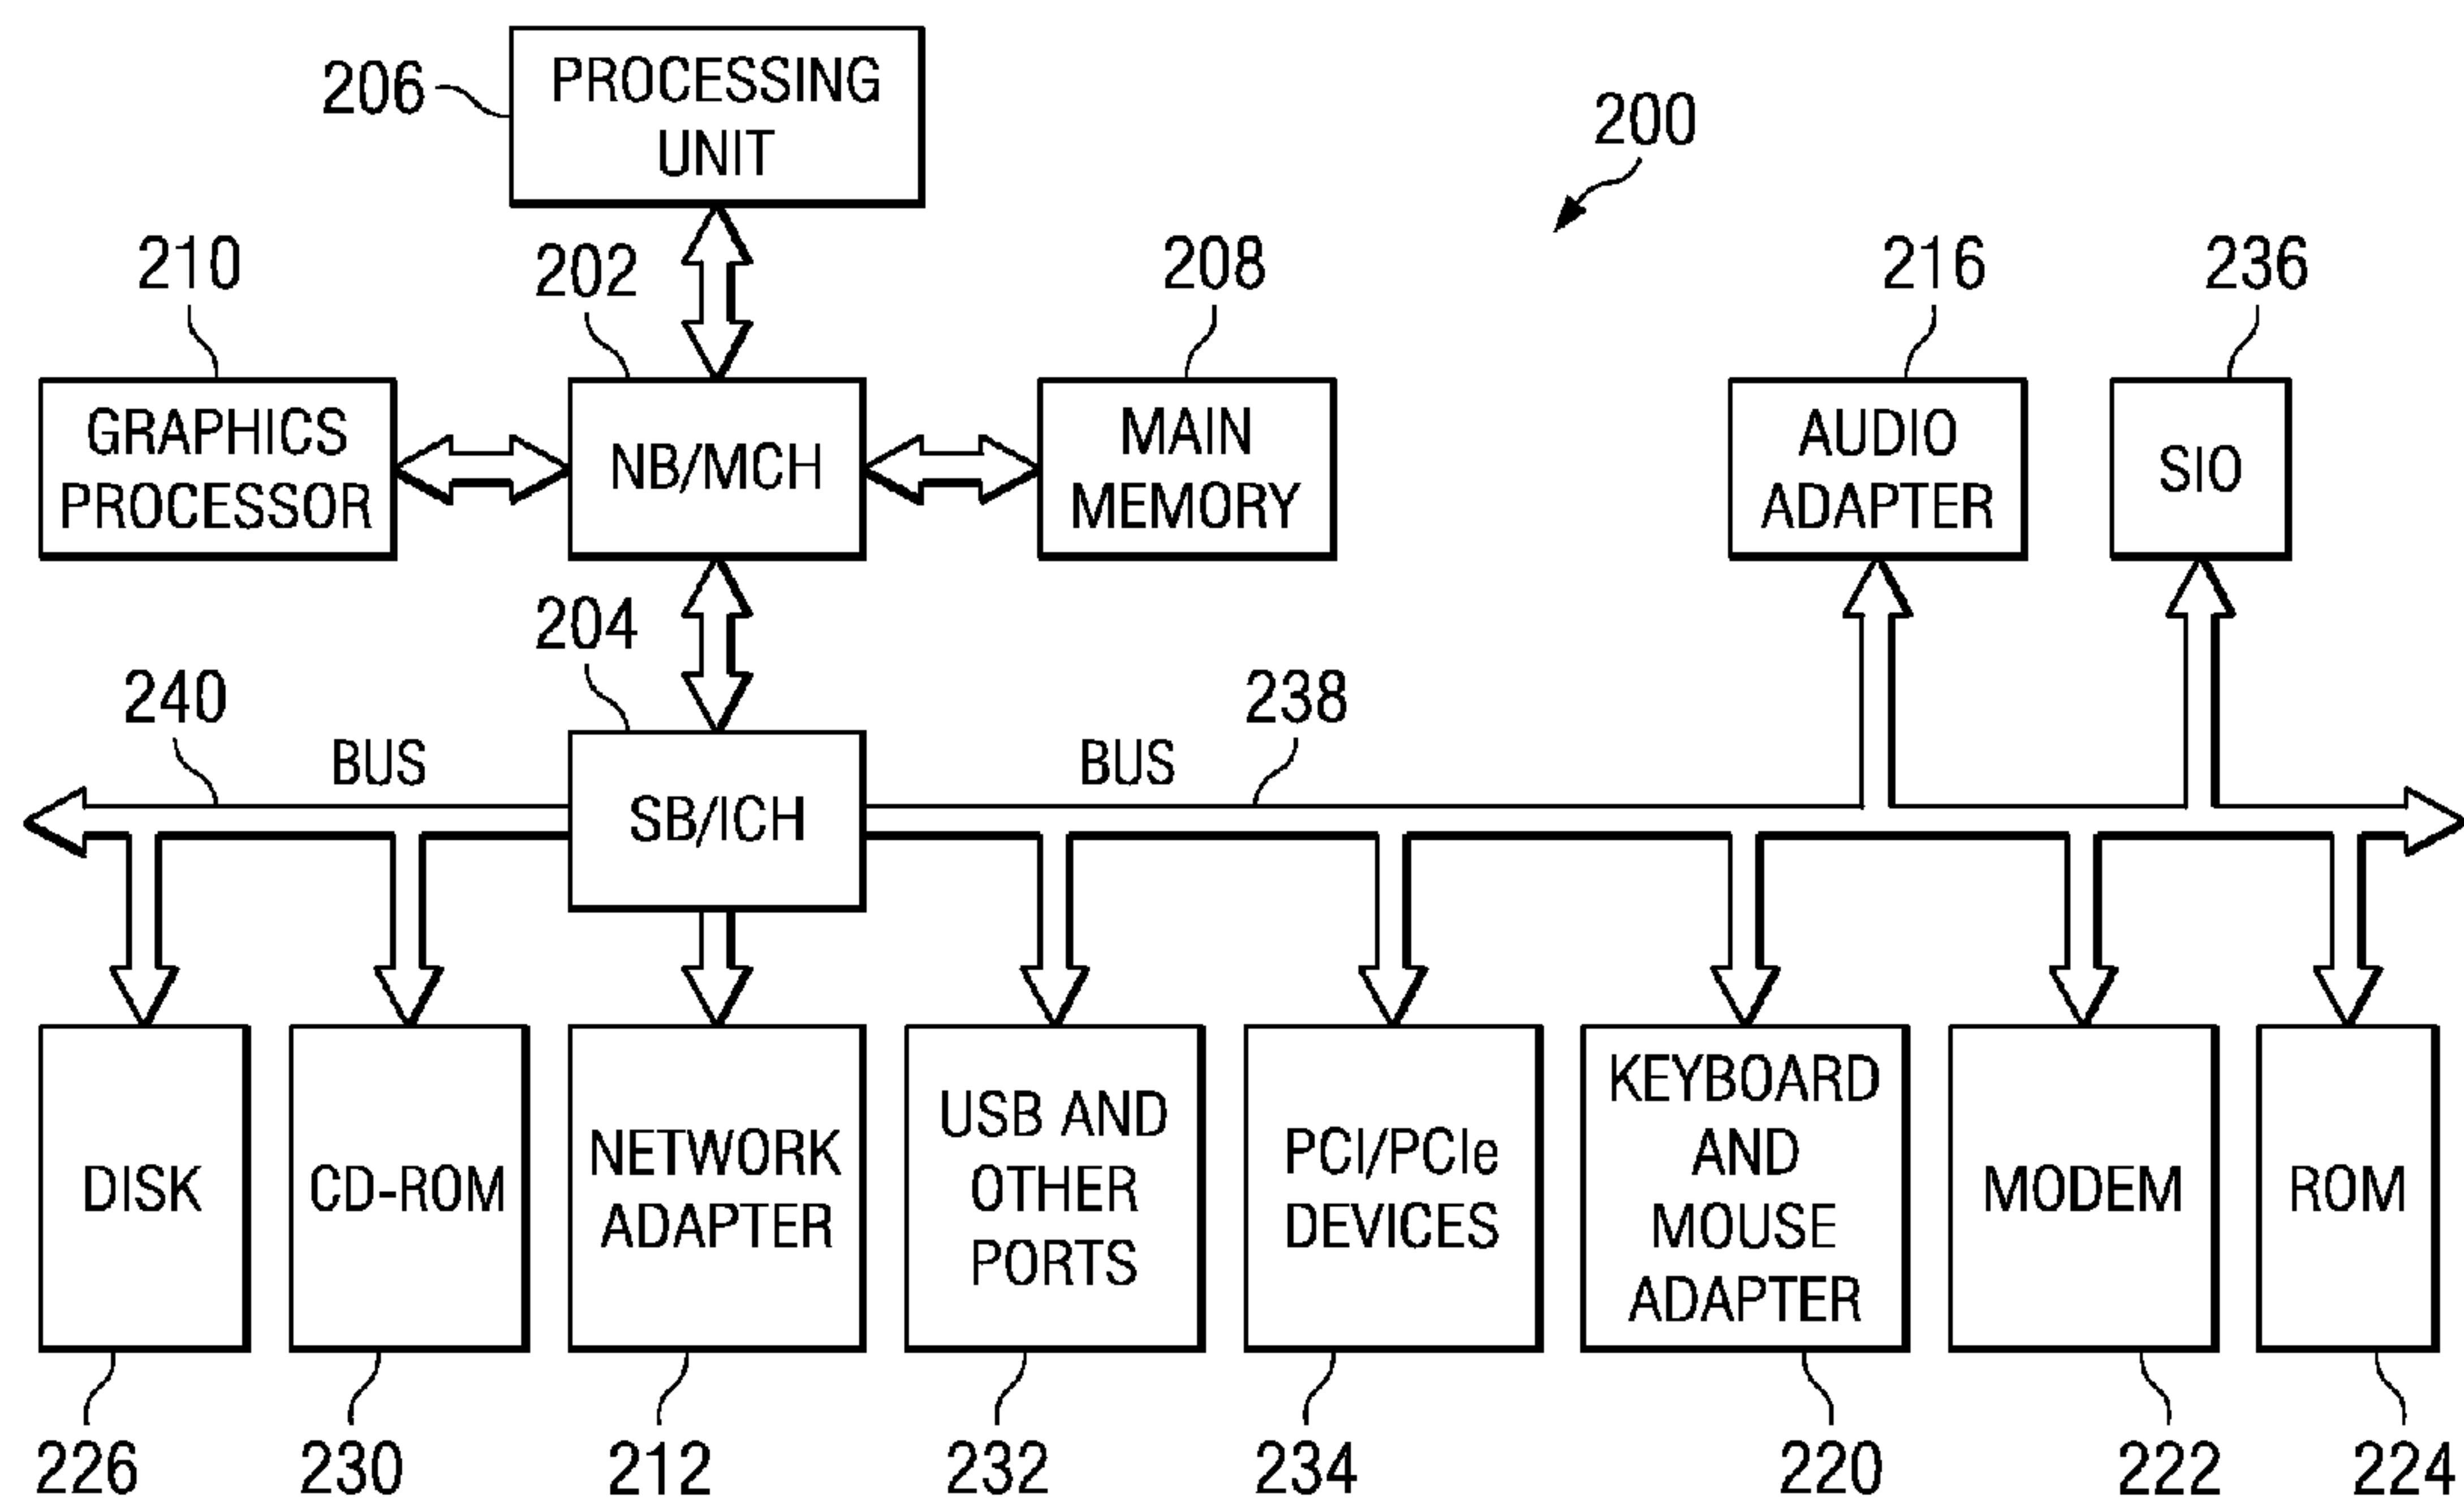 206
PROCESSING
UNIT
200
210
202
208
216
236
GRAPHICS
PROCESSOR
NB/MCH
MAIN
MEMORY
AUDIO
ADAPTER
SIO
204
240
BUS
238
BUS
SB/ICH
DISK
CD-ROM
NETWORK
ADAPTER
USB AND
OTHER
PORTS
PCI/PCIe
DEVICES
KEYBOARD
AND
MOUSE
ADAPTER
MODEM
ROM
226
230
212
232
234
220
222
224